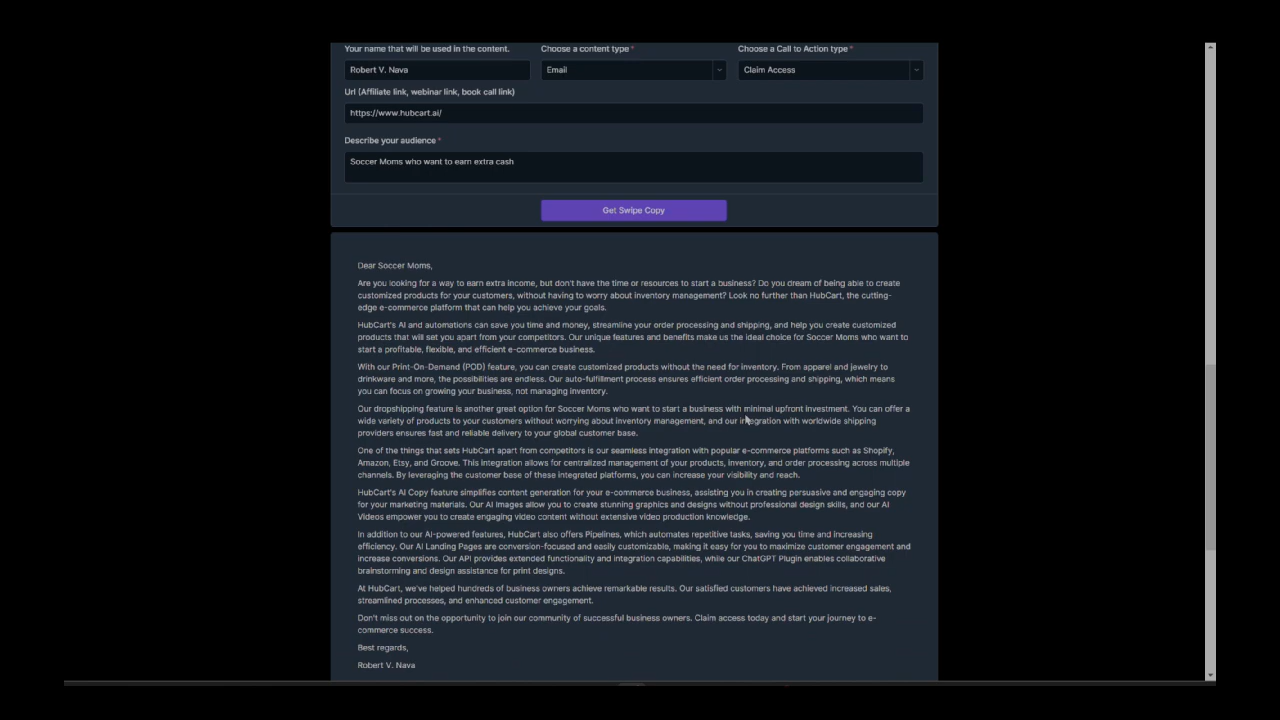 Your name that will be used in the content. Choose a content type * Choose a Call to Action type *
Robert V. Nava Email Claim Access
Url (Affiliate link, webinar link, book call link)
https://www.hubcart.ai/
Describe your audience *
Soccer Moms who want to earn extra cash
Get Swipe Copy
Dear Soccer Moms,
Are you looking for a way to earn extra income, but don't have the time or resources to start a business? Do you dream of being able to create
customized products for your customers, without having to worry about inventory management? Look no further than HubCart, the cutting-
edge e-commerce platform that can help you achieve your goals.
HubCart's AI and automations can save you time and money, streamline your order processing and shipping, and help you create customized
products that will set you apart from your competitors. Our unique features and benefits make us the ideal choice for Soccer Moms who want to
start a profitable, flexible, and efficient e-commerce business.
With our Print-On-Demand (POD) feature, you can create customized products without the need for inventory. From apparel and jewelry to
drinkware and more, the possibilities are endless. Our auto-fulfillment process ensures efficient order processing and shipping, which means
you can focus on growing your business, not managing inventory.
Our dropshipping feature is another great option for Soccer Moms who want to start a business with minimal upfront investment. You can offer a
wide variety of products to your customers without worrying about inventory management, and our integration with worldwide shipping
providers ensures fast and reliable delivery to your global customer base.
One of the things that sets HubCart apart from competitors is our seamless integration with popular e-commerce platforms such as Shopify,
Amazon, Etsy, and Groove. This integration allows for centralized management of your products, inventory, and order processing across multiple
channels. By leveraging the customer base of these integrated platforms, you can increase your visibility and reach.
HubCart's AI Copy feature simplifies content generation for your e-commerce business, assisting you in creating persuasive and engaging copy
for your marketing materials. Our AI Images allow you to create stunning graphics and designs without professional design skills, and our AI
Videos empower you to create engaging video content without extensive video production knowledge.
In addition to our AI-powered features, HubCart also offers Pipelines, which automates repetitive tasks, saving you time and increasing
efficiency. Our AI Landing Pages are conversion-focused and easily customizable, making it easy for you to maximize customer engagement and
increase conversions. Our API provides extended functionality and integration capabilities, while our ChatGPT Plugin enables collaborative
brainstorming and design assistance for print designs.
At HubCart, we've helped hundreds of business owners achieve remarkable results. Our satisfied customers have achieved increased sales,
streamlined processes, and enhanced customer engagement.
Don't miss out on the opportunity to join our community of successful business owners. Claim access today and start your journey to e-
commerce success.
Best regards,
Robert V. Nava